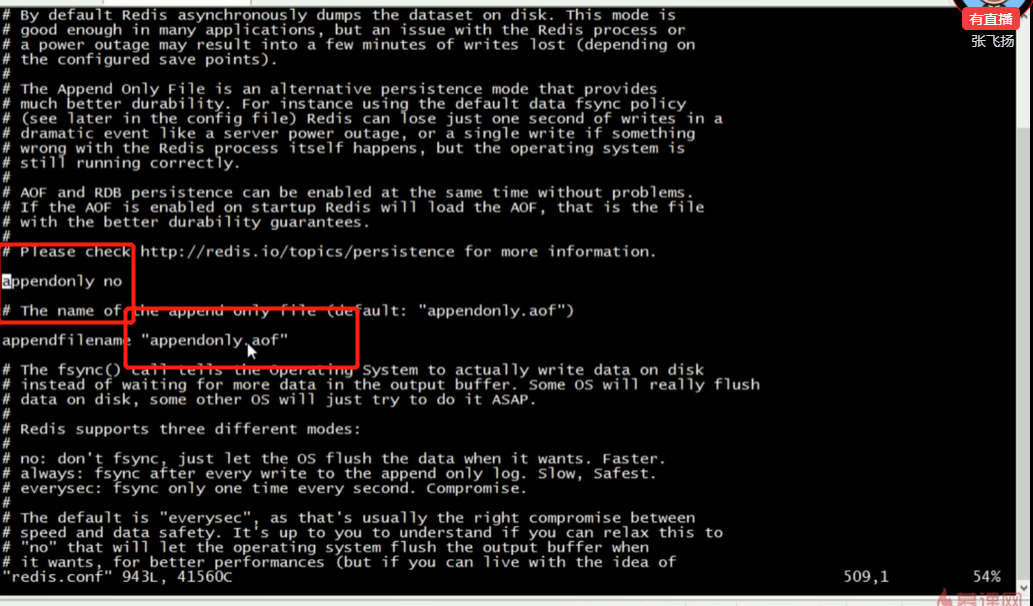 # By default Redis asynchronously dumps the dataset on disk. This mode is
# good enough in many applications, but an issue with the Redis process or
# a power outage may result into a few minutes of writes lost (depending on
# the configured save points).
#
# The Append Only File is an alternative persistence mode that provides
# much better durability. For instance using the default data fsync policy
# (see later in the config file) Redis can lose just one second of writes in a
# dramatic event like a server power outage, or a single write if something
# wrong with the Redis process itself happens, but the operating system is
# still running correctly.
#
# AOF and RDB persistence can be enabled at the same time without problems.
# If the AOF is enabled on startup Redis will load the AOF, that is the file
# with the better durability guarantees.
#
# Please check http://redis.io/topics/persistence for more information.
appendonly no
# The name of the append only file (default: "appendonly.aof")
appendfilename "appendonly.aof"
# The fsync() call tells the Operating System to actually write data on disk
# instead of waiting for more data in the output buffer. Some OS will really flush
# data on disk, some other OS will just try to do it ASAP.
#
# Redis supports three different modes:
#
# no: don't fsync, just let the OS flush the data when it wants. Faster.
# always: fsync after every write to the append only log. Slow, Safest.
# everysec: fsync only one time every second. Compromise.
#
# The default is "everysec", as that's usually the right compromise between
# speed and data safety. It's up to you to understand if you can relax this to
# "no" that will let the operating system flush the output buffer when
# it wants, for better performances (but if you can live with the idea of
"redis.conf" 943L, 41560C 509,1 54%
有直播
张飞扬
慕课网